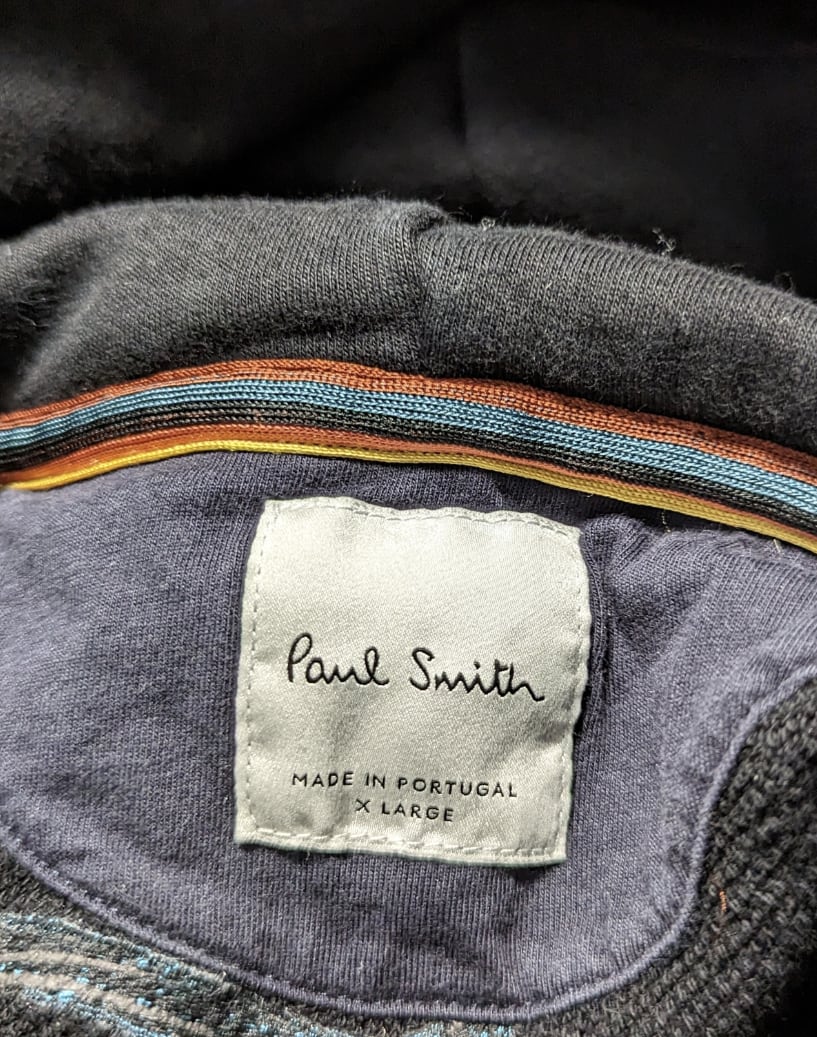 Paul Smith
MADE IN PORTUGAL
X LARGE